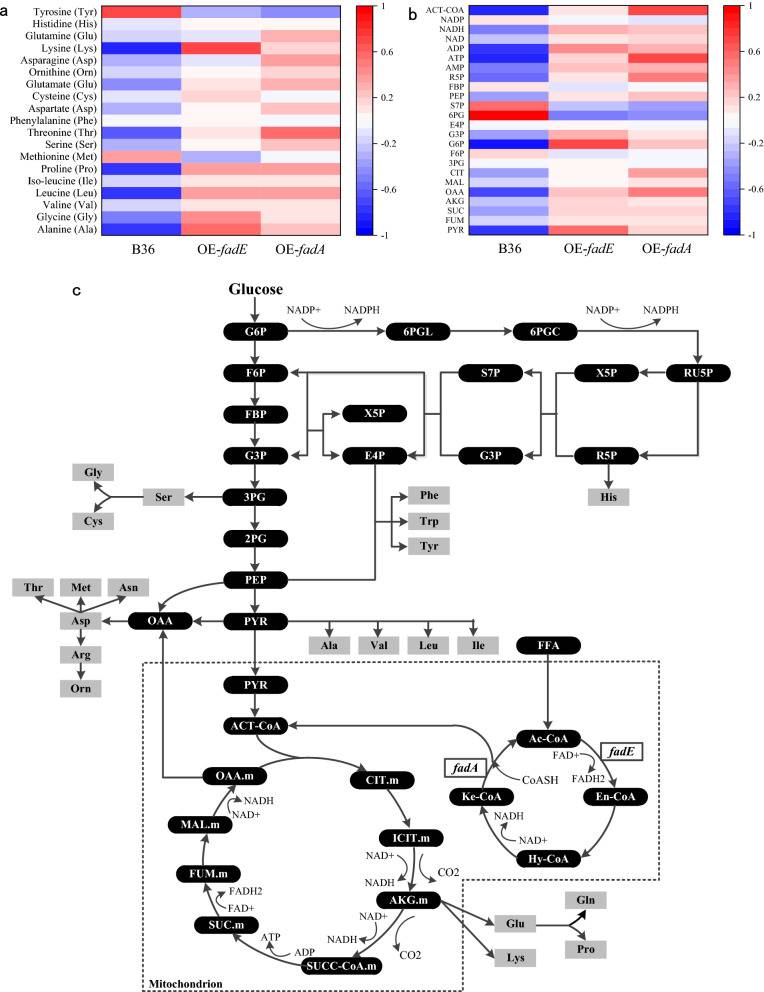 a
Tyrosine (Tyr)
Histidine (His)
Glutamine (Glu)
Lysine (Lys)
Asparagine (Asp)
Ornithine (Orn)
Glutamate (Glu)
Cysteine (Cys)
Aspartate (Asp)
Phenylalanine (Phe)
Threonine (Thr)
Serine (Ser)
Methionine (Met)
Proline (Pro)
Iso-leucine (Ile)
Leucine (Leu)
Valine (Val)
Glycine (Gly)
Alanine (Ala)
B36 OE-fadE OE-fadA
1
0.6
0.2
-0.2
-0.6
-1
b
ACT-COA
NADP
NADH
NAD
ADP
ATP
AMP
R5P
FBP
PEP
S7P
6PG
E4P
G3P
G6P
F6P
3PG
CIT
MAL
OAA
AKG
SUC
FUM
PYR
B36 OE-fadE OE-fadA
1
0.6
0.2
-0.2
-0.6
-1
c
Glucose
NADP+ NADPH NADP+ NADPH
G6P 6PGL 6PGC
F6P S7P X5P RU5P
FBP X5P
G3P E4P G3P R5P
Gly
Ser 3PG Phe His
Cys Trp
2PG Tyr
Thr Met Asn PEP
Asp OAA PYR
Ala Val Leu Ile FFA
Arg
Orn
PYR
ACT-CoA Ac-CoA
fadA FAD+ fadE
OAA.m CIT.m CoASH FADH2
NADH Ke-CoA En-CoA
NAD+ NADH
MAL.m ICIT.m NAD+
NAD+ Hy-CoA
FUM.m NADH CO2
FADH2 AKG.m Gln
FAD+ NAD+
SUC.m Glu
ATP NADH Pro
ADP CO2 Lys
SUCC-CoA.m
Mitochondrion